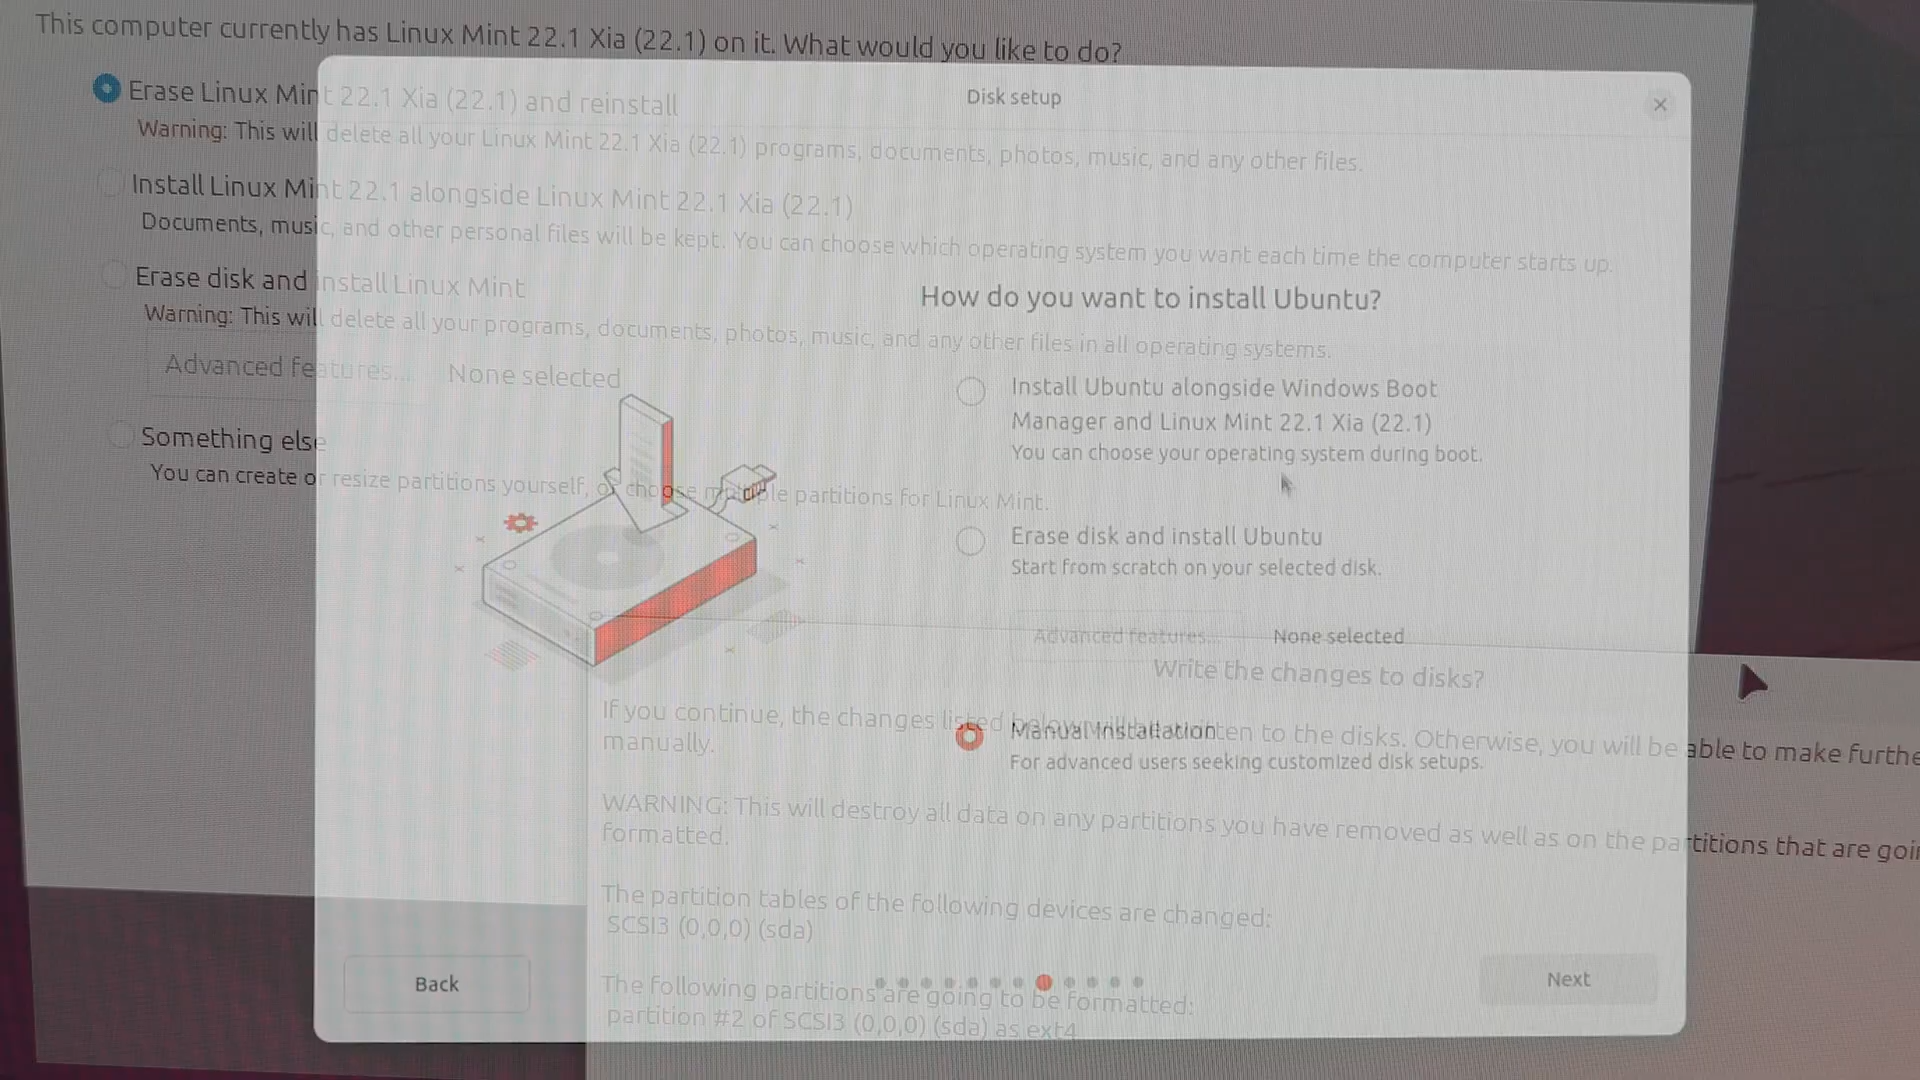 This computer currently has Linux Mint 22.1 Xia (22.1) on it. What would you like to do?
Erase Linux Mint 22.1 Xia (22.1) and reinstall
Warning: This will delete all your Linux Mint 22.1 Xia (22.1) programs, documents, photos, music, and any other files.
Install Linux Mint 22.1 alongside Linux Mint 22.1 Xia (22.1)
Documents, music, and other personal files will be kept. You can choose which operating system you want each time the computer starts up.
Erase disk and install Linux Mint
Warning: This will delete all your programs, documents, photos, music, and any other files in all operating systems.
Advanced features... None selected
Something else
You can create or resize partitions yourself, or choose multiple partitions for Linux Mint.
Disk setup
How do you want to install Ubuntu?
Install Ubuntu alongside Windows Boot
Manager and Linux Mint 22.1 Xia (22.1)
You can choose your operating system during boot.
Erase disk and install Ubuntu
Start from scratch on your selected disk.
Advanced features... None selected
Manual installation
For advanced users seeking customized disk setups.
Back
Next
Write the changes to disks?
If you continue, the changes listed below will be written to the disks. Otherwise, you will be able to make furthe
manually.
WARNING: This will destroy all data on any partitions you have removed as well as on the partitions that are goin
formatted.
The partition tables of the following devices are changed:
SCSI3 (0,0,0) (sda)
The following partitions are going to be formatted:
partition #2 of SCSI3 (0,0,0) (sda) as ext4